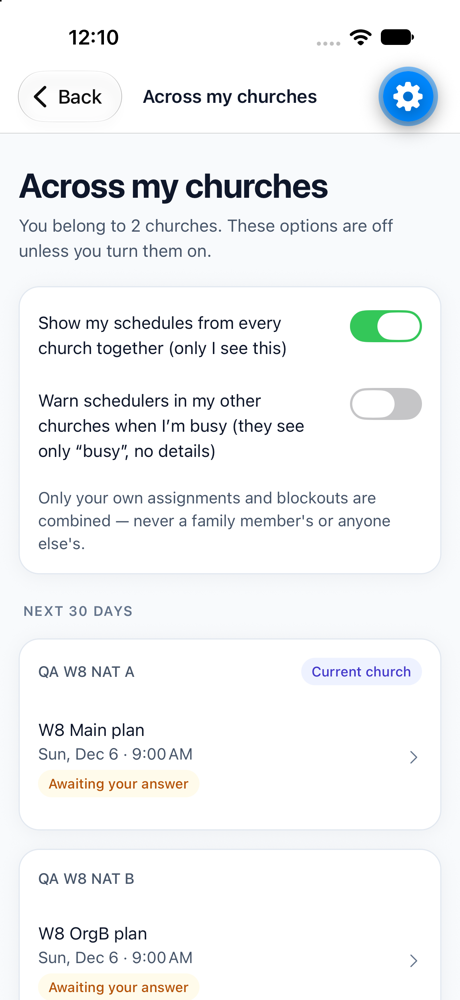 12:10
Back
Across my churches
Across my churches
You belong to 2 churches. These options are off
unless you turn them on.
Show my schedules from every
church together (only I see this)
Warn schedulers in my other
churches when I’m busy (they see
only “busy”, no details)
Only your own assignments and blockouts are
combined — never a family member's or anyone
else's.
NEXT 30 DAYS
QA W8 NAT A
Current church
W8 Main plan
Sun, Dec 6 · 9:00 AM
Awaiting your answer
QA W8 NAT B
W8 OrgB plan
Sun, Dec 6 · 9:00 AM
Awaiting your answer